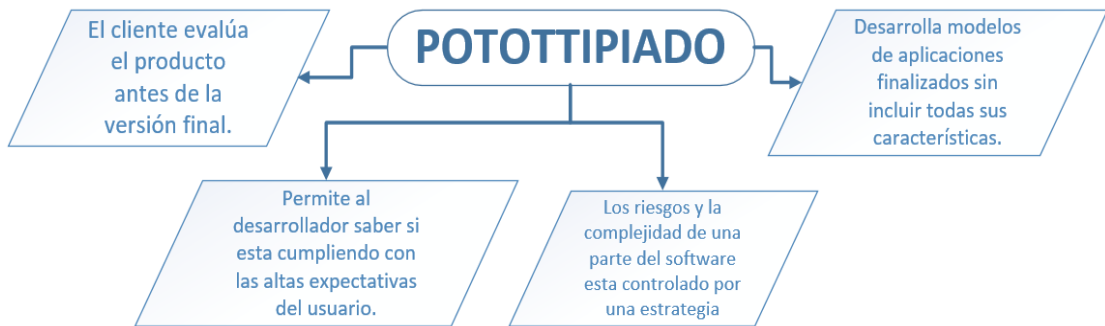 POTOTTIPIADO
El cliente evalúa
el producto
antes de la
versión final.
Desarrolla modelos
de aplicaciones
finalizados sin
incluir todas sus
características.
Permite al
desarrollador saber si
esta cumpliendo con
las altas expectativas
del usuario.
Los riesgos y la
complejidad de una
parte del software
esta controlado por
una estrategia